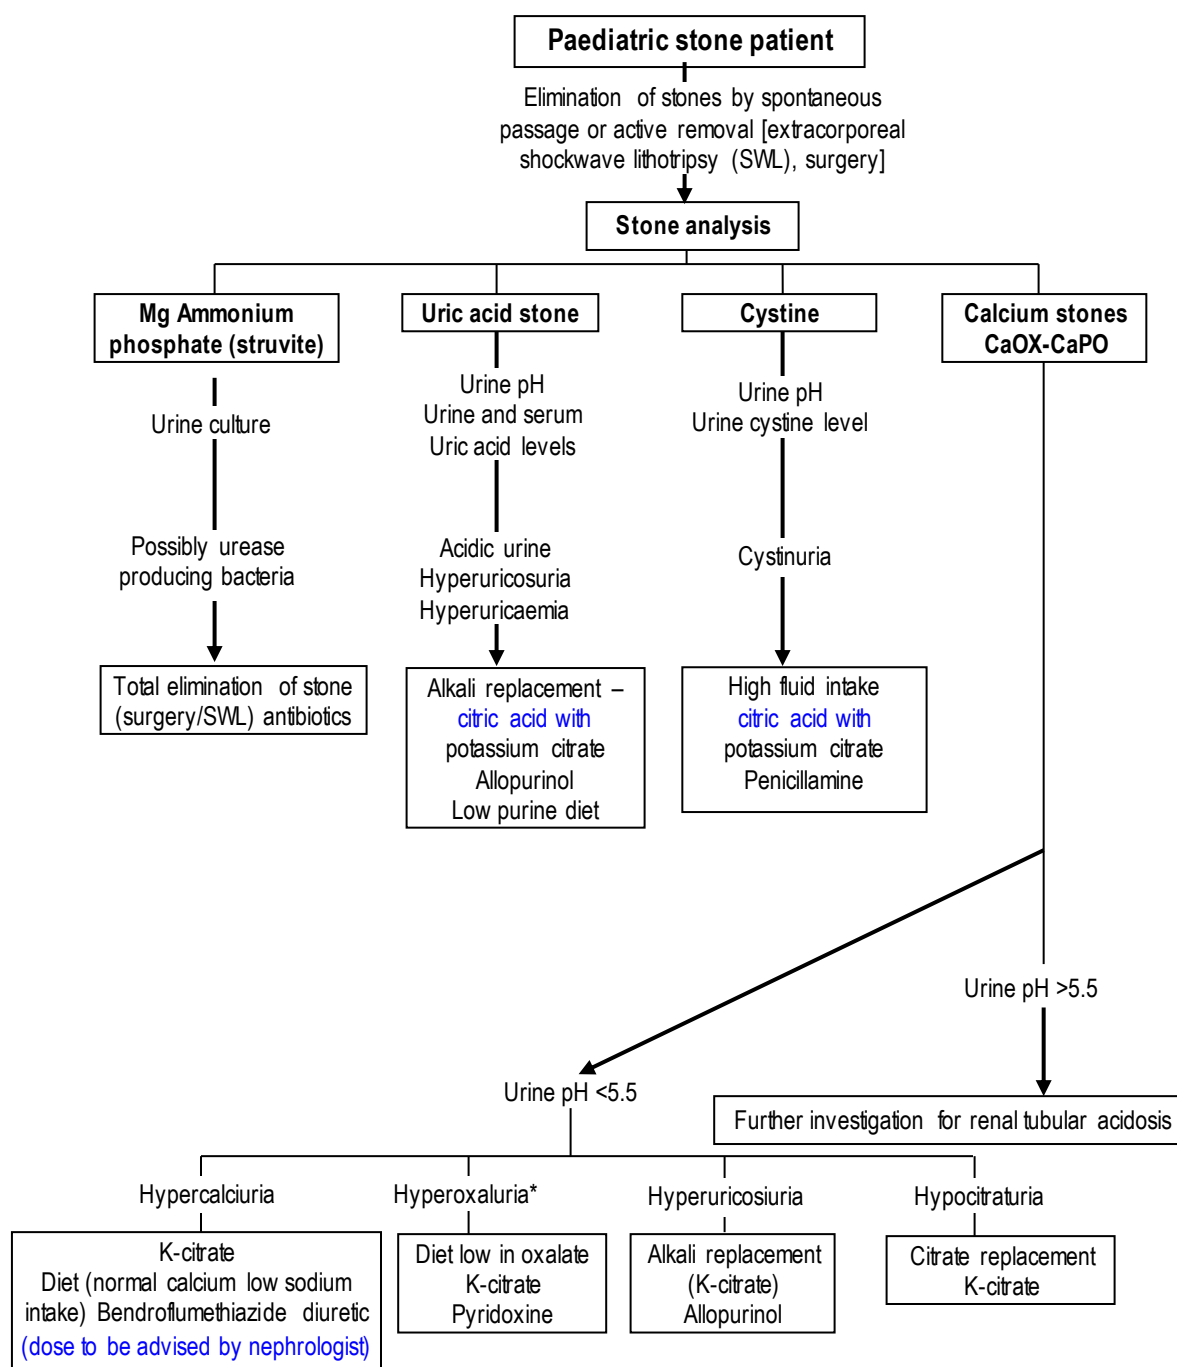 Paediatric stone patient
Elimination of stones by spontaneous
passage or active removal [extracorporeal
shockwave lithotripsy (SWL), surgery]
Stone analysis
Mg Ammonium
phosphate (struvite)
Urine culture
Possibly urease
producing bacteria
Total elimination of stone
(surgery/SWL) antibiotics
Uric acid stone
Urine pH
Urine and serum
Uric acid levels
Acidic urine
Hyperuricosuria
Hyperuricaemia
Alkali replacement –
citric acid with
potassium citrate
Allopurinol
Low purine diet
Cystine
Urine pH
Urine cystine level
Cystinuria
High fluid intake
citric acid with
potassium citrate
Penicillamine
Calcium stones
CaOX-CaPO
Urine pH >5.5
Further investigation for renal tubular acidosis
Urine pH <5.5
Hypercalciuria
K-citrate
Diet (normal calcium low sodium
intake) Bendroflumethiazide diuretic
(dose to be advised by nephrologist)
Hyperoxaluria*
Diet low in oxalate
K-citrate
Pyridoxine
Hyperuricosiuria
Alkali replacement
(K-citrate)
Allopurinol
Hypocitraturia
Citrate replacement
K-citrate